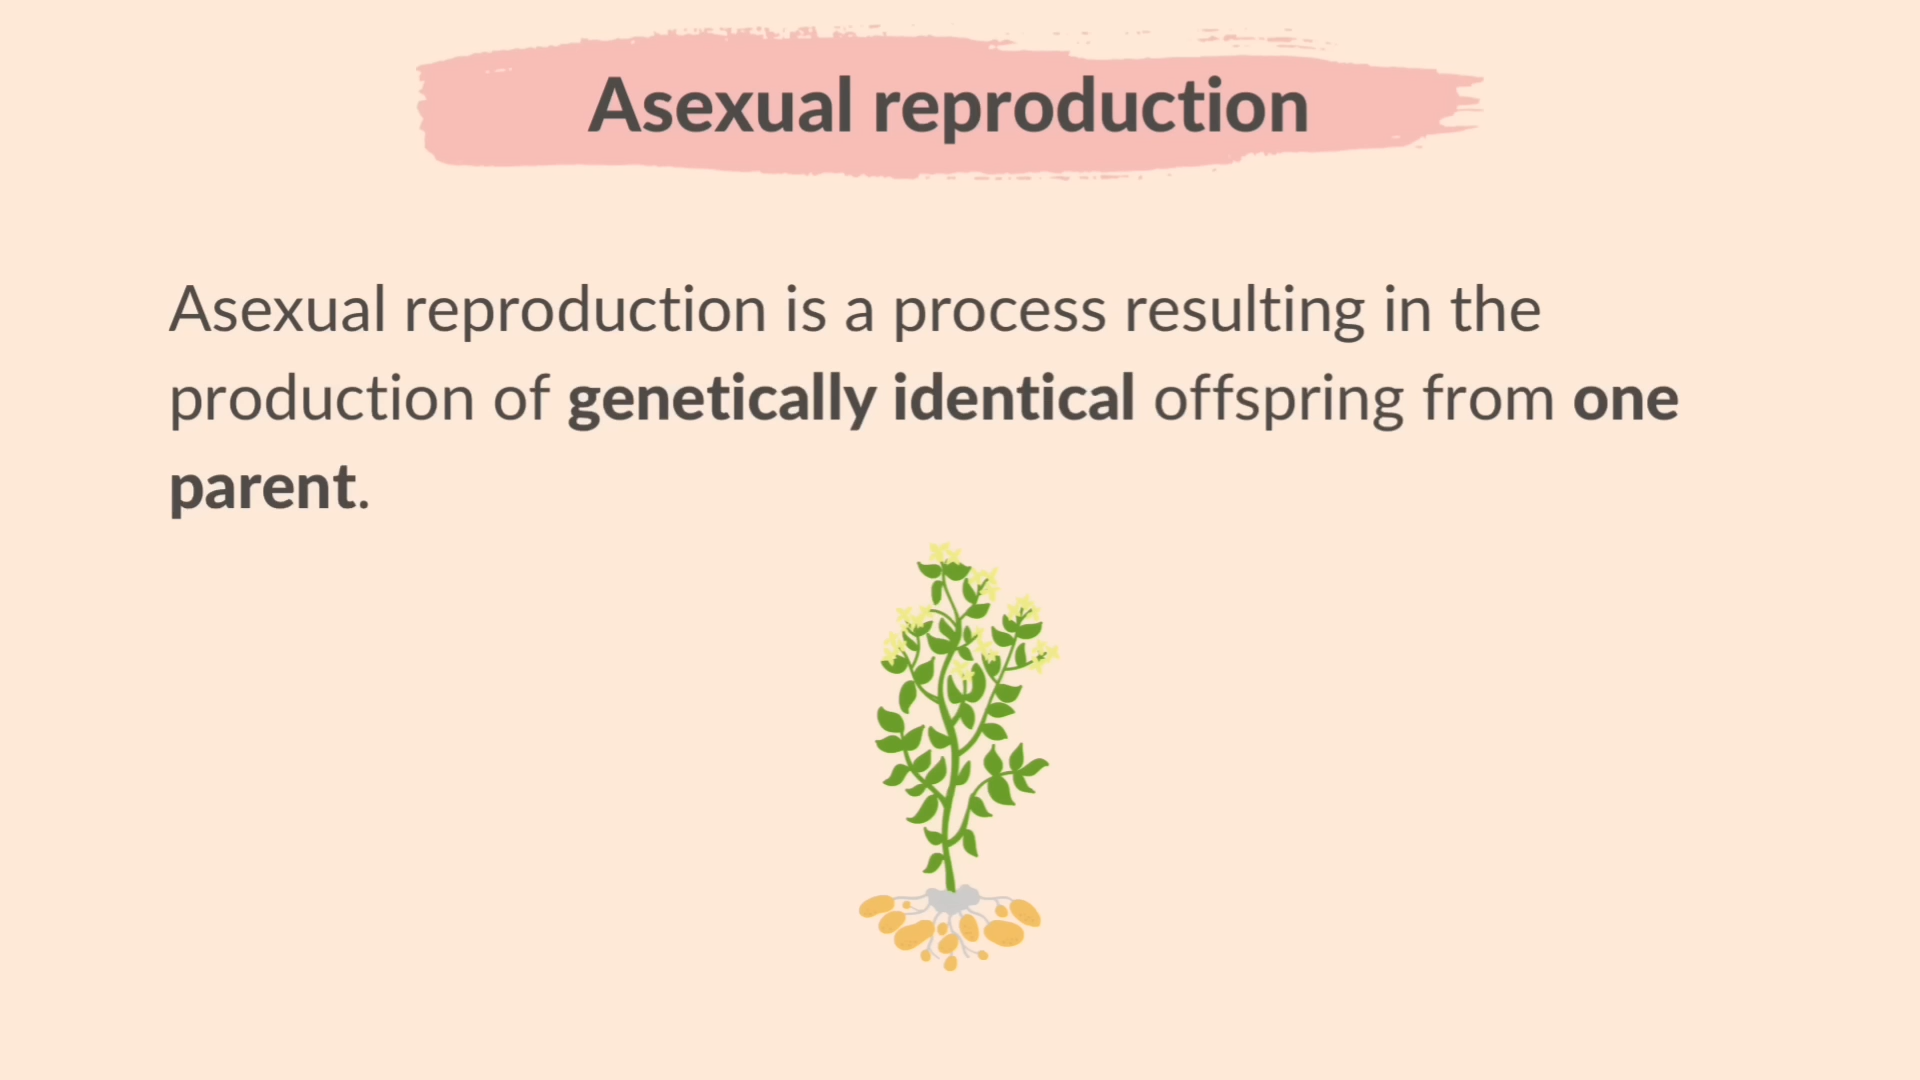 Asexual reproduction
Asexual reproduction is a process resulting in the
production of genetically identical offspring from one
parent.